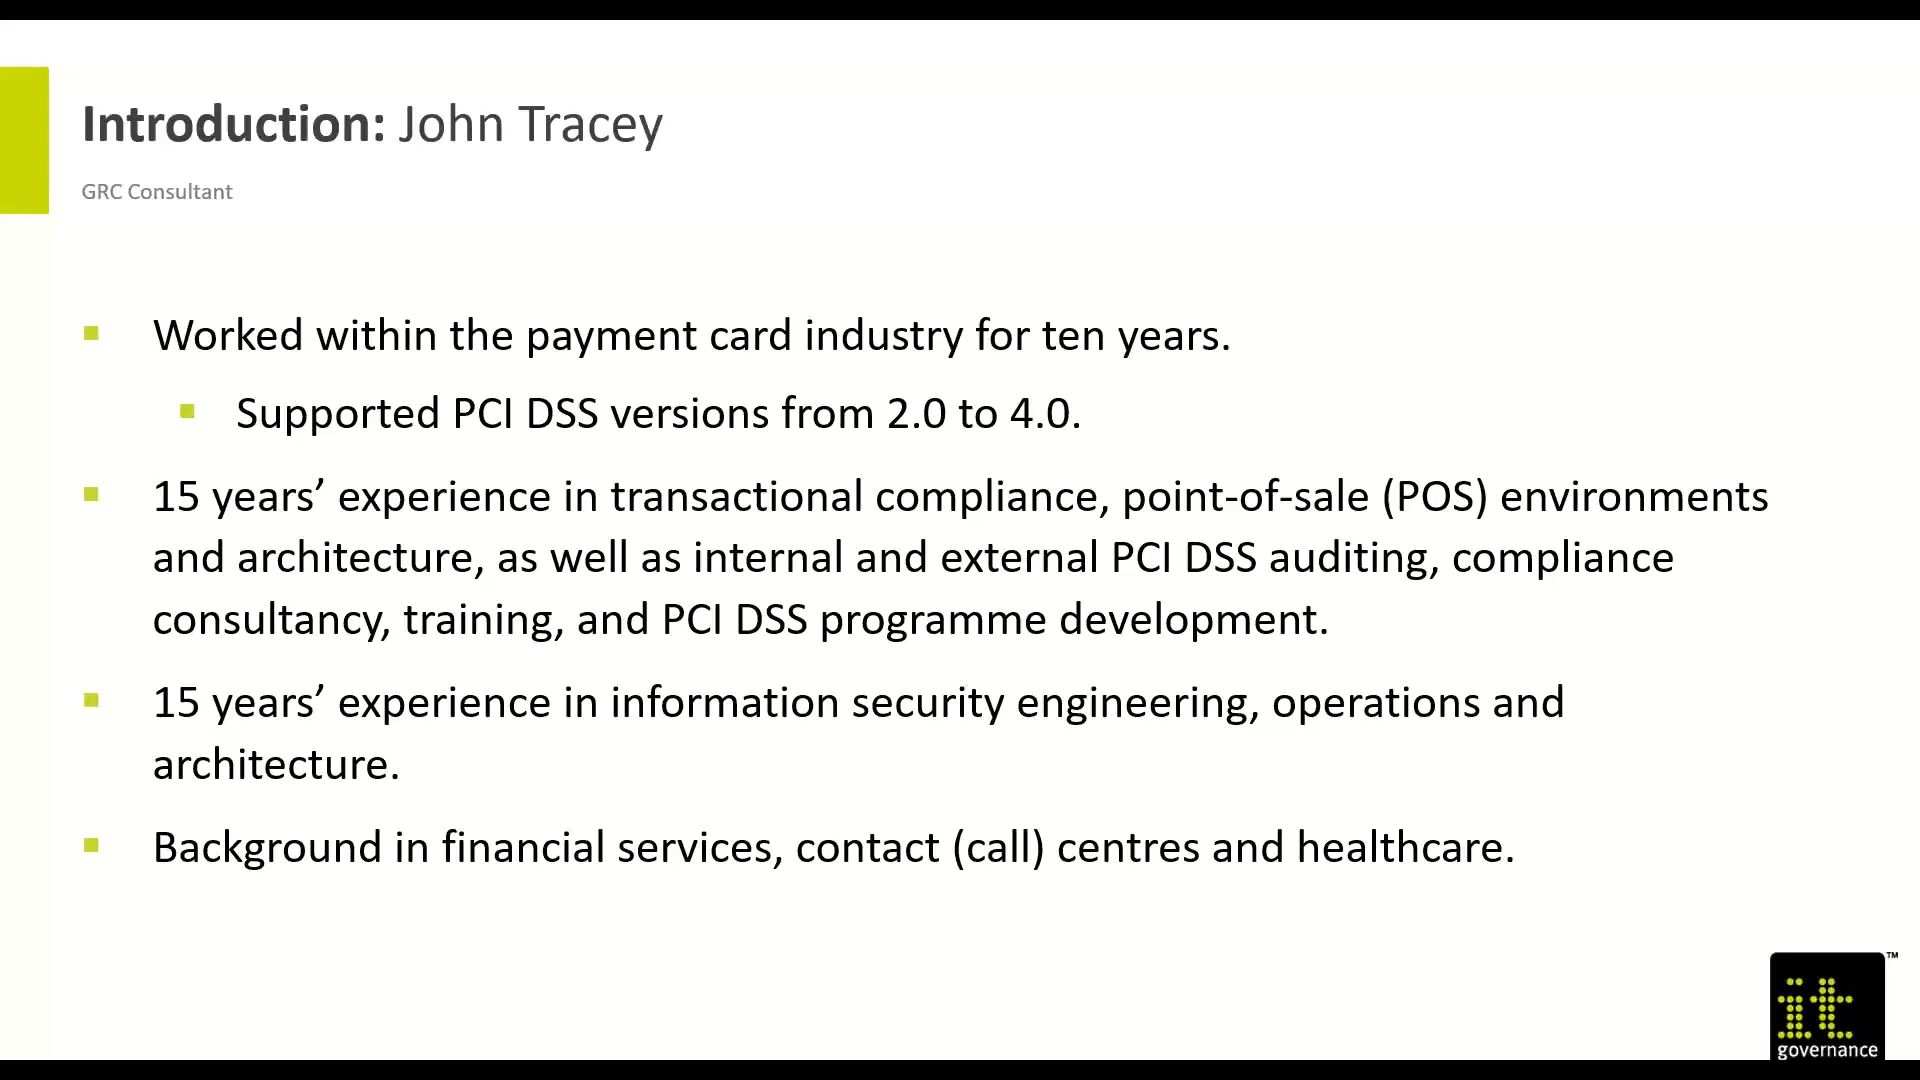 Introduction: John Tracey
GRC Consultant
Worked within the payment card industry for ten years.
Supported PCI DSS versions from 2.0 to 4.0.
15 years’ experience in transactional compliance, point-of-sale (POS) environments
and architecture, as well as internal and external PCI DSS auditing, compliance
consultancy, training, and PCI DSS programme development.
15 years’ experience in information security engineering, operations and
architecture.
Background in financial services, contact (call) centres and healthcare.
it
governance
TM